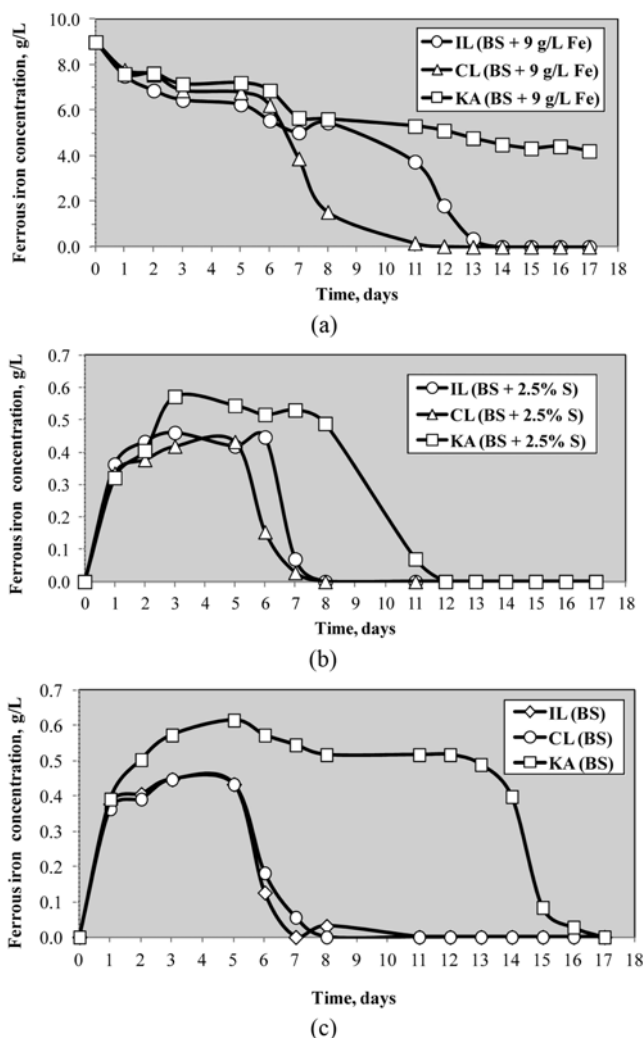 Ferrous iron concentration, g/L
10.0
8.0
6.0
4.0
2.0
0.0
IL (BS + 9 g/L Fe)
CL (BS + 9 g/L Fe)
KA (BS + 9 g/L Fe)
0 1 2 3 4 5 6 7 8 9 10 11 12 13 14 15 16 17 18
Time, days
(a)
Ferrous iron concentration, g/L
0.7
0.6
0.5
0.4
0.3
0.2
0.1
0.0
IL (BS + 2.5% S)
CL (BS + 2.5% S)
KA (BS + 2.5% S)
0 1 2 3 4 5 6 7 8 9 10 11 12 13 14 15 16 17 18
Time, days
(b)
Ferrous iron concentration, g/L
0.7
0.6
0.5
0.4
0.3
0.2
0.1
0.0
IL (BS)
CL (BS)
KA (BS)
0 1 2 3 4 5 6 7 8 9 10 11 12 13 14 15 16 17 18
Time, days
(c)